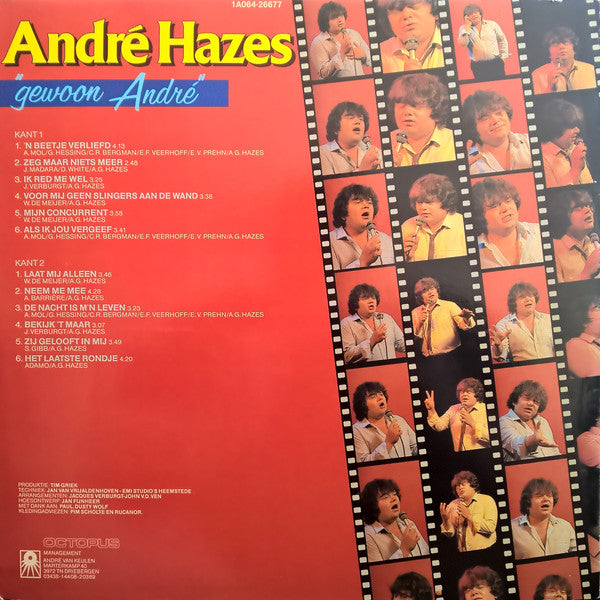 1A064-26677
André Hazes
"gewoon André"
KANT 1
1. 'N BEETJE VERLIEFD 4.13
A. MOL/G. HESSING/C.R. BERGMAN/E.F. VEERHOFF/E.V. PREHN/A.G. HAZES
2. ZEG MAAR NIETS MEER 2.48
J. MADARA/D. WHITE/A.G. HAZES
3. IK RED ME WEL 3.25
J. VERBURGT/A.G. HAZES
4. VOOR MIJ GEEN SLINGERS AAN DE WAND 3.38
W. DE MEIJER/A.G. HAZES
5. MIJN CONCURRENT 3.58
W. DE MEIJER/A.G. HAZES
6. ALS IK JOU VERGEEF 3.41
A. MOL/G. HESSING/C.R. BERGMAN/E.F. VEERHOFF/E.V. PREHN/A.G. HAZES
KANT 2
1. LAAT MIJ ALLEEN 3.46
W. DE MEIJER/A.G. HAZES
2. NEEM ME MEE 4.28
A. BARRIÈRE/A.G. HAZES
3. DE NACHT IS M'N LEVEN 3.23
A. MOL/G. HESSING/C.R. BERGMAN/E.F. VEERHOFF/E.V. PREHN/A.G. HAZES
4. BEKIJK 'T MAAR 3.07
J. VERBURGT/A.G. HAZES
5. ZIJ GELOOFT IN MIJ 3.49
S. GIBB/A.G. HAZES
6. HET LAATSTE RONDJE 4.20
ADAMO/A.G. HAZES
PRODUKTIE: TIM GRIEK
TECHNIEK: JAN VAN VRIJALDENHOVEN - EMI STUDIO'S HEEMSTEDE
ARRANGEMENTEN: JACQUES VERBURGT-JOHN V.D. VEN
HOESONTWERP: JAN FIJNHEER
MET DANK AAN: PAUL, DUSTY WOLF
KLEDINGADVIEZEN: PIM SCHOLTE EN RUCANOR.
OCTOPUS
MANAGEMENT
ANDRÉ VAN KEULEN
MARTERKAMP 40
3972 TN DRIEBERGEN
03438-14408-20369